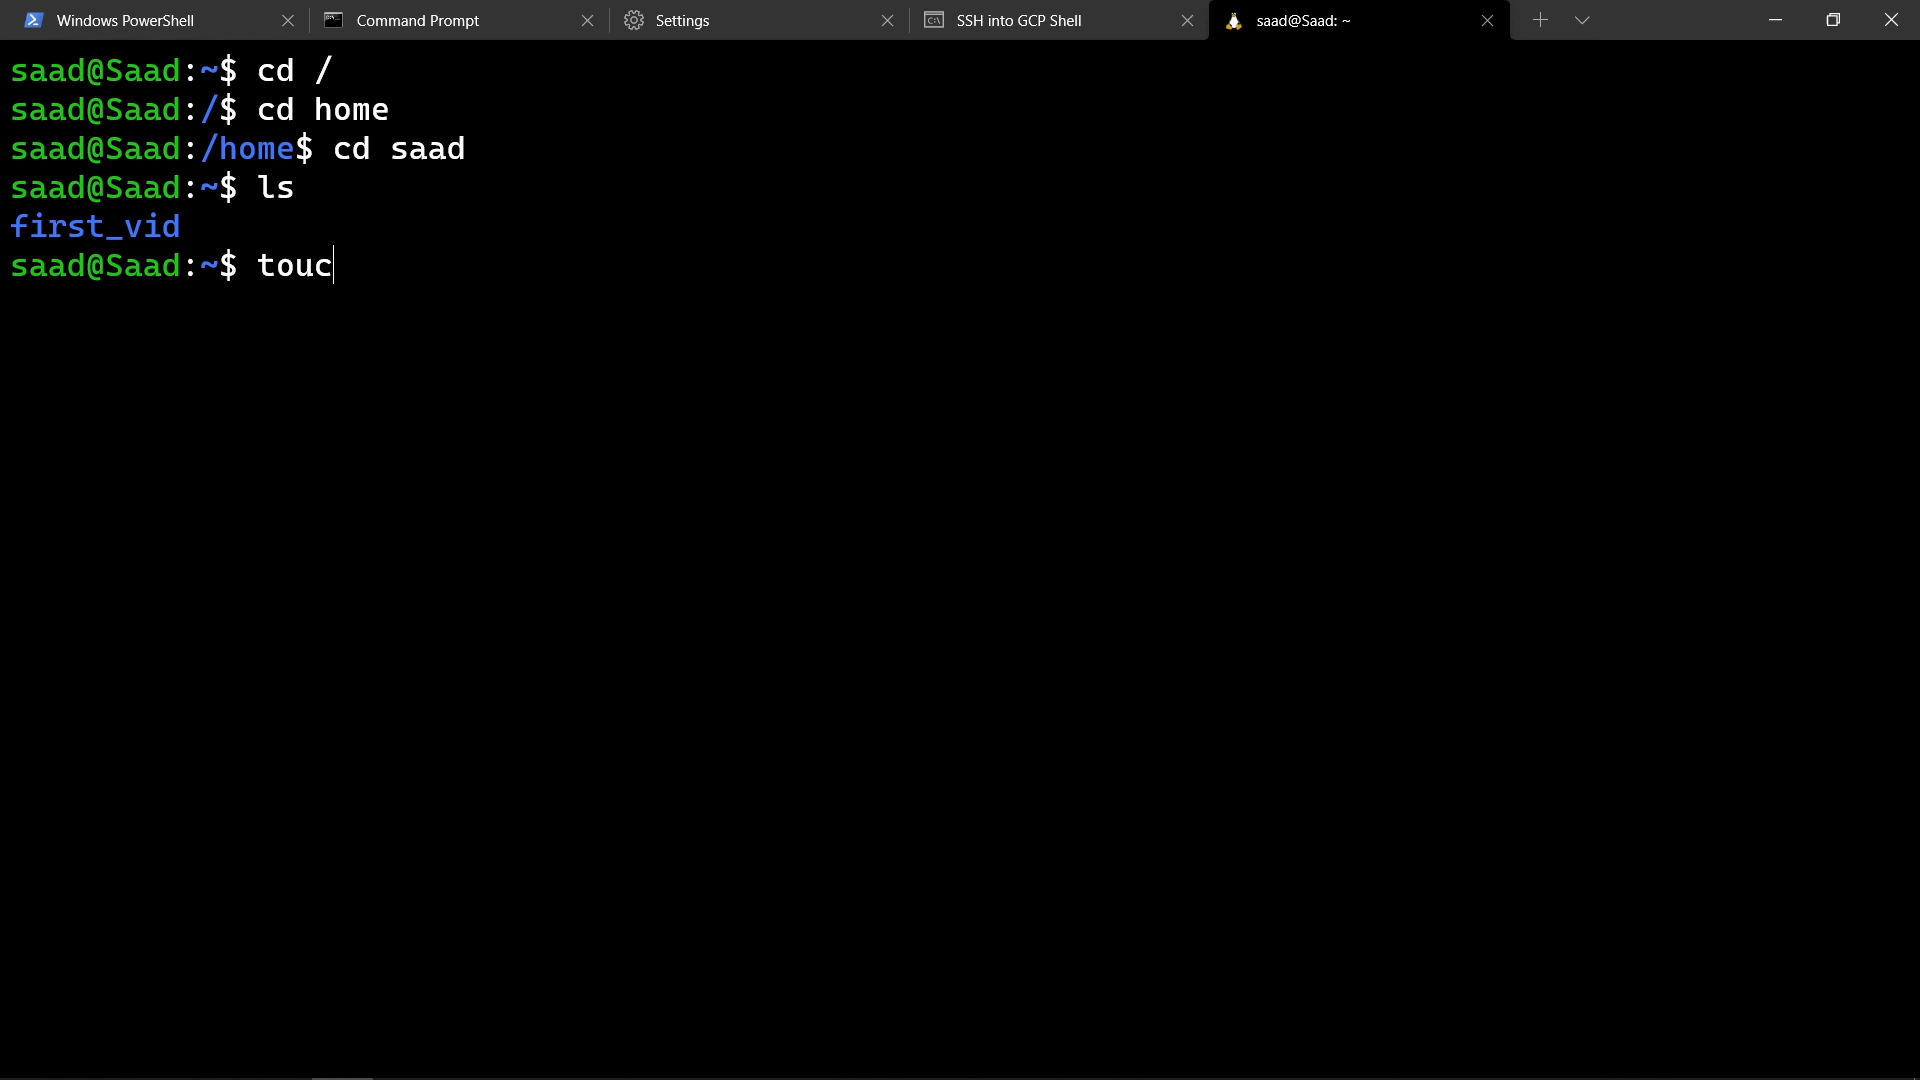 Windows PowerShell
Command Prompt
Settings
SSH into GCP Shell
saad@Saad: ~
saad@Saad:~$ cd /
saad@Saad:/$ cd home
saad@Saad:/home$ cd saad
saad@Saad:~$ ls
first_vid
saad@Saad:~$ touc